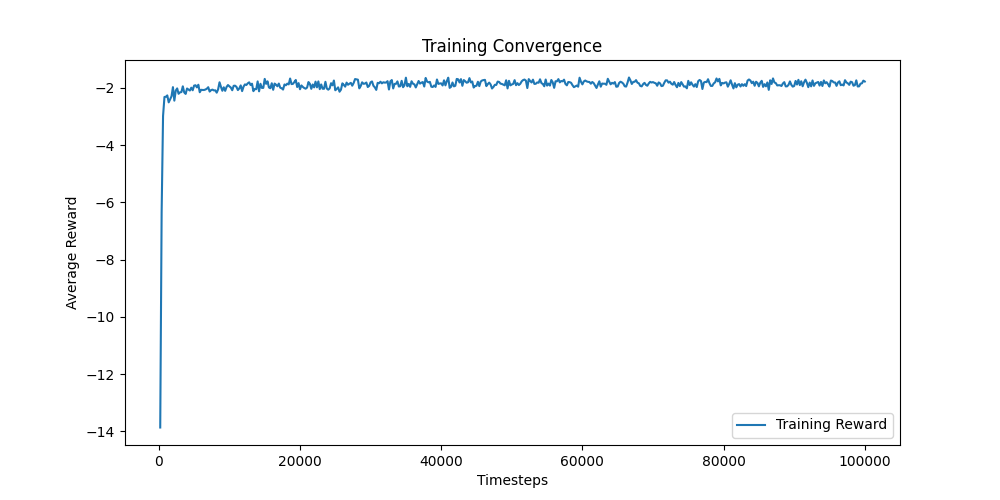 Training Convergence
Average Reward
−2
−4
−6
−8
−10
−12
−14
0 20000 40000 60000 80000 100000
Timesteps
Training Reward